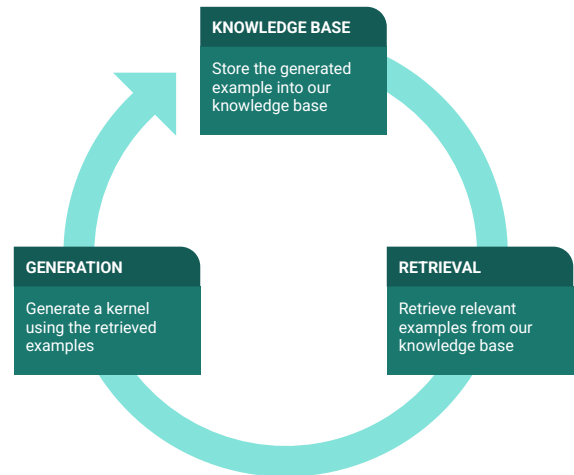 KNOWLEDGE BASE
Store the generated
example into our
knowledge base
GENERATION
Generate a kernel
using the retrieved
examples
RETRIEVAL
Retrieve relevant
examples from our
knowledge base